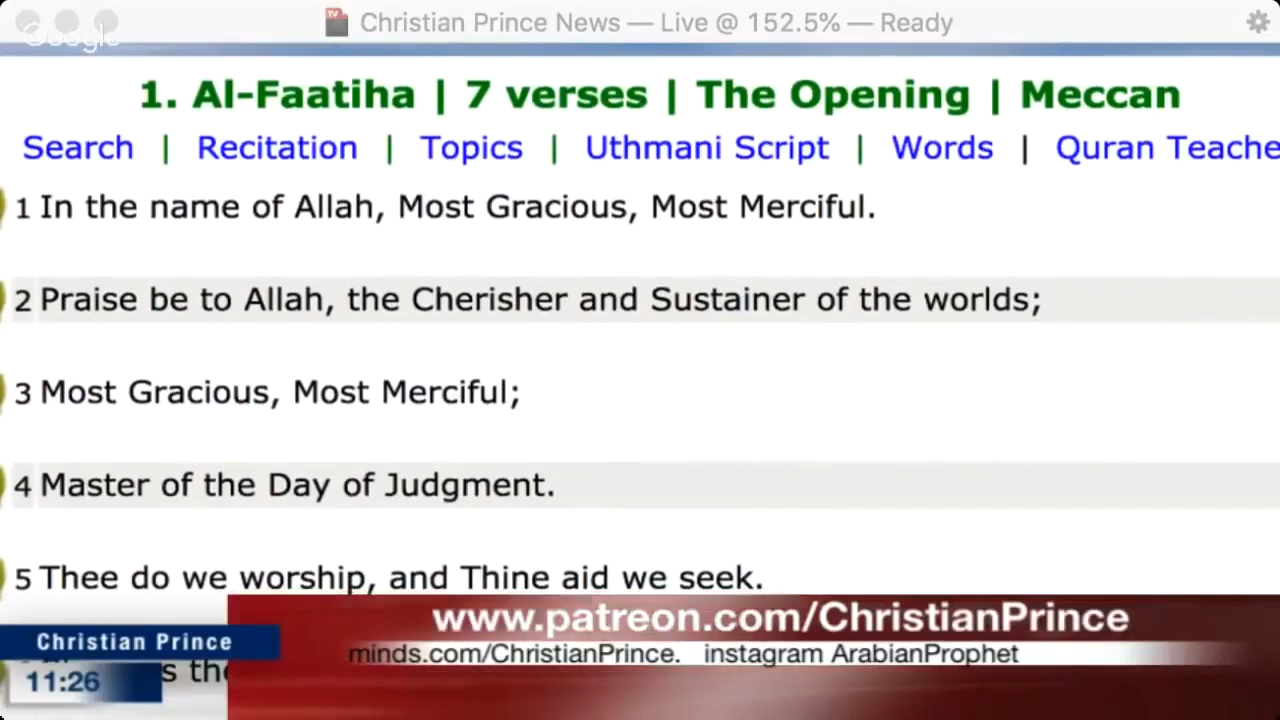 Christian Prince News — Live @ 152.5% — Ready
Google
1. Al-Faatiha | 7 verses | The Opening | Meccan
Search | Recitation | Topics | Uthmani Script | Words | Quran Teache
1 In the name of Allah, Most Gracious, Most Merciful.
2 Praise be to Allah, the Cherisher and Sustainer of the worlds;
3 Most Gracious, Most Merciful;
4 Master of the Day of Judgment.
5 Thee do we worship, and Thine aid we seek.
www.patreon.com/ChristianPrince
Christian Prince
minds.com/ChristianPrince. instagram ArabianProphet
11:26